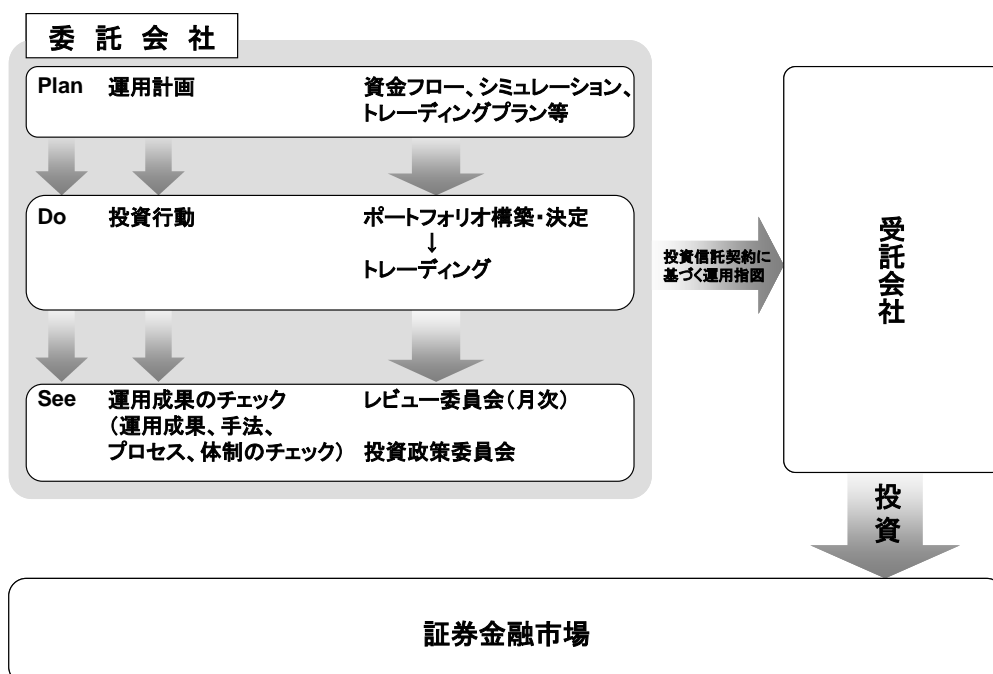 委託会社
Plan 運用計画 資金フロー、シミュレーション、
トレーディングプラン等
Do 投資行動 ポートフォリオ構築・決定
↓
トレーディング
See 運用成果のチェック レビュー委員会(月次)
(運用成果、手法、
プロセス、体制のチェック) 投資政策委員会
投資信託契約に
基づく運用指図
受託会社
投資
証券金融市場